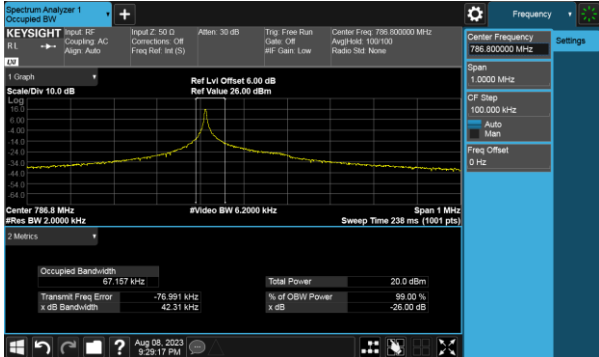 Spectrum Analyzer 1
Occupied BW
+
Frequency
KEYSIGHT
Input: RF
Coupling: AC
Align: Auto
Input Z: 50 Ω
Corrections: Off
Freq Ref: Int (S)
Atten: 30 dB
Trig: Free Run
Gate: Off
#IF Gain: Low
Center Freq: 786.800000 MHz
Avg|Hold: 100/100
Radio Std: None
RL
LXI
Center Frequency
786.800000 MHz
Settings
Span
1.0000 MHz
CF Step
100.000 kHz
Auto
Man
Freq Offset
0 Hz
1 Graph
Scale/Div 10.0 dB
Ref Lvl Offset 6.00 dB
Ref Value 26.00 dBm
Log
16.0
6.00
-4.00
-14.0
-24.0
-34.0
-44.0
-54.0
-64.0
Center 786.8 MHz
#Video BW 6.2000 kHz
Span 1 MHz
#Res BW 2.0000 kHz
Sweep Time 238 ms (1001 pts)
2 Metrics
Occupied Bandwidth
67.157 kHz
Total Power 20.0 dBm
Transmit Freq Error -76.991 kHz
% of OBW Power 99.00 %
x dB Bandwidth 42.31 kHz
x dB -26.00 dB
?
Aug 08, 2023
9:29:17 PM